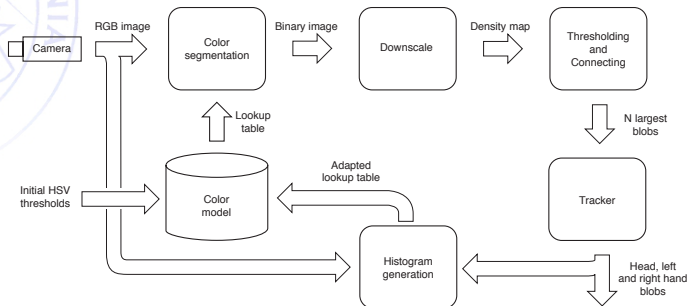 RGB image
Binary image
Density map
Camera
Color
segmentation
Downscale
Thresholding
and
Connecting
Lookup
table
N largest
blobs
Initial HSV
thresholds
Color
model
Adapted
lookup table
Tracker
Histogram
generation
Head, left
and right hand
blobs